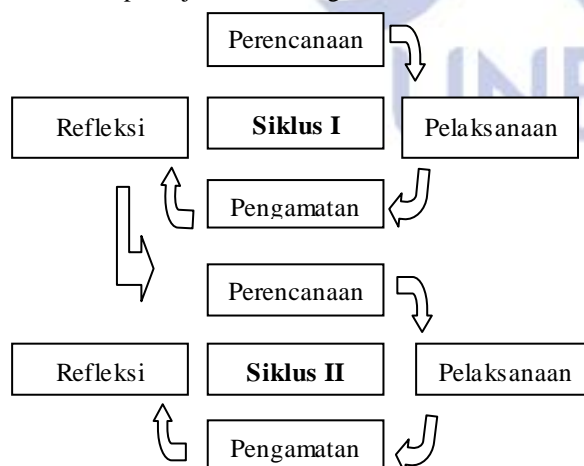 Perencanaan
Refleksi
Siklus I
Pelaksanaan
Pengamatan
Perencanaan
Refleksi
Siklus II
Pelaksanaan
Pengamatan